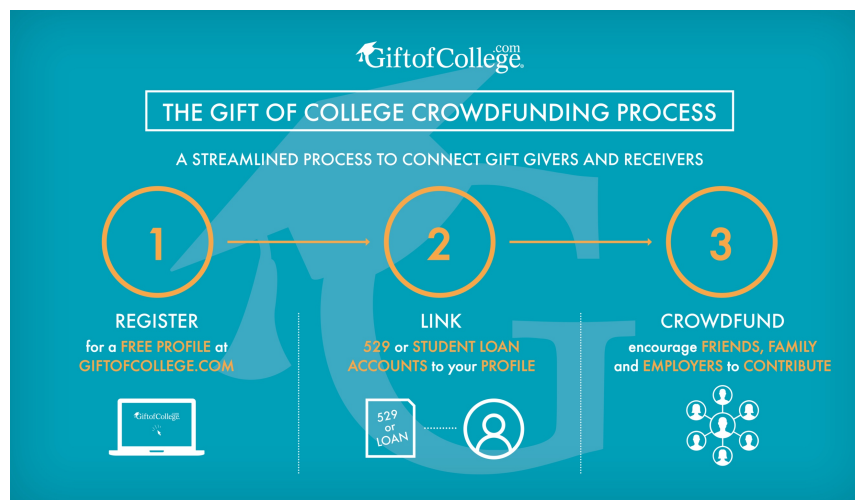 GiftofCollege.com
THE GIFT OF COLLEGE CROWDFUNDING PROCESS
A STREAMLINED PROCESS TO CONNECT GIFT GIVERS AND RECEIVERS
1
2
3
REGISTER
for a FREE PROFILE at
GIFTOFCOLLEGE.COM
LINK
529 or STUDENT LOAN
ACCOUNTS to your PROFILE
CROWDFUND
encourage FRIENDS, FAMILY
and EMPLOYERS to CONTRIBUTE
GiftofCollege.com
529
or
LOAN